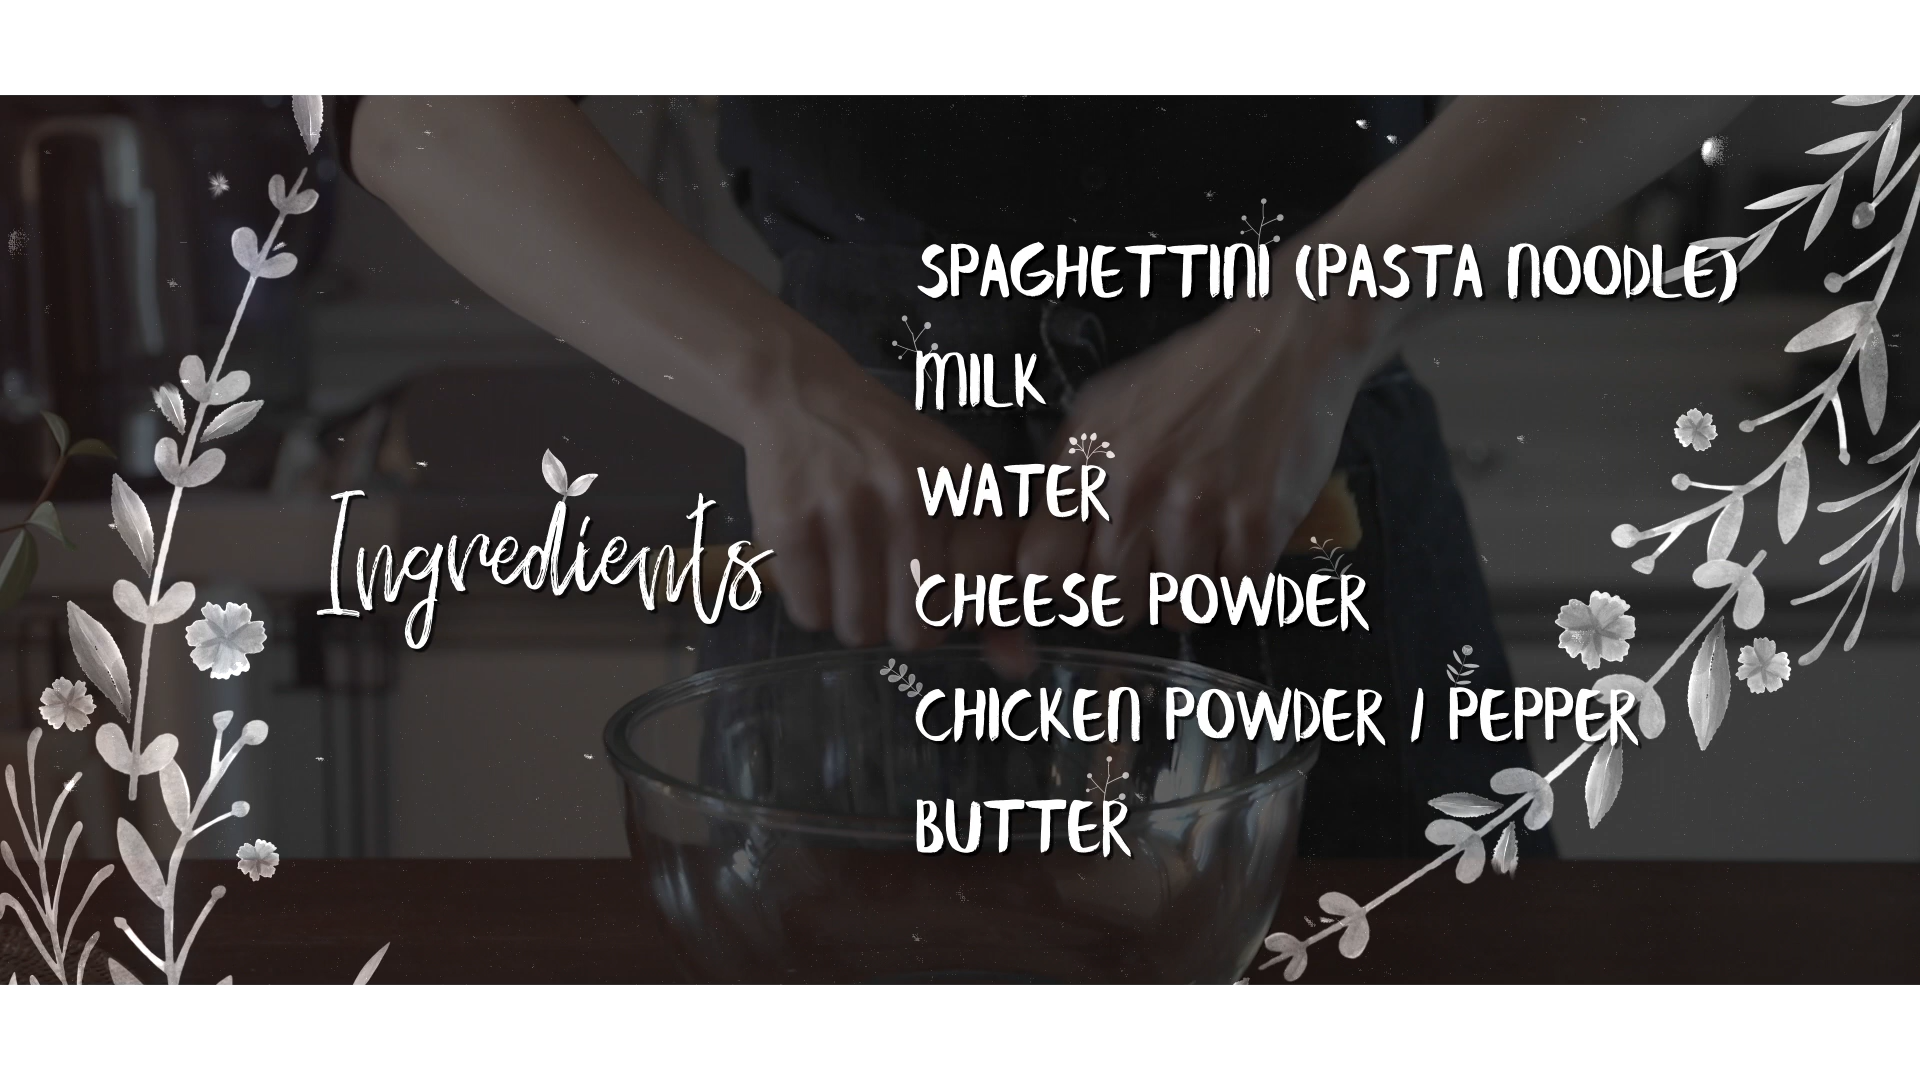 Ingredients
SPAGHETTINI (PASTA NOODLE)
MILK
WATER
CHEESE POWDER
CHICKEN POWDER / PEPPER
BUTTER